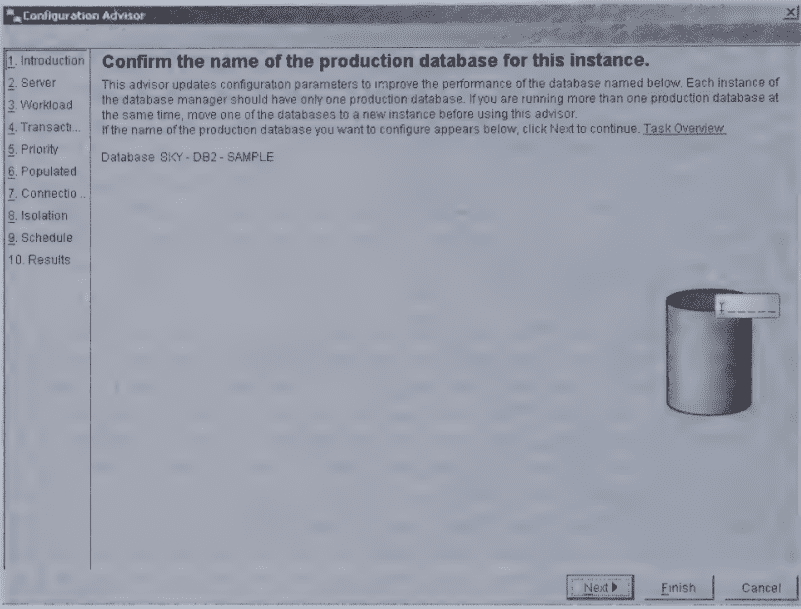 Configuration Advisor
1. Introduction
2. Server
3. Workload
4. Transacti...
5. Priority
6. Populated
7. Connectio...
8. Isolation
9. Schedule
10. Results
Confirm the name of the production database for this instance.
This advisor updates configuration parameters to improve the performance of the database named below. Each instance of
the database manager should have only one production database. If you are running more than one production database at
the same time, move one of the databases to a new instance before using this advisor.
If the name of the production database you want to configure appears below, click Next to continue. Task Overview
Database SKY - DB2 - SAMPLE
Next Finish Cancel